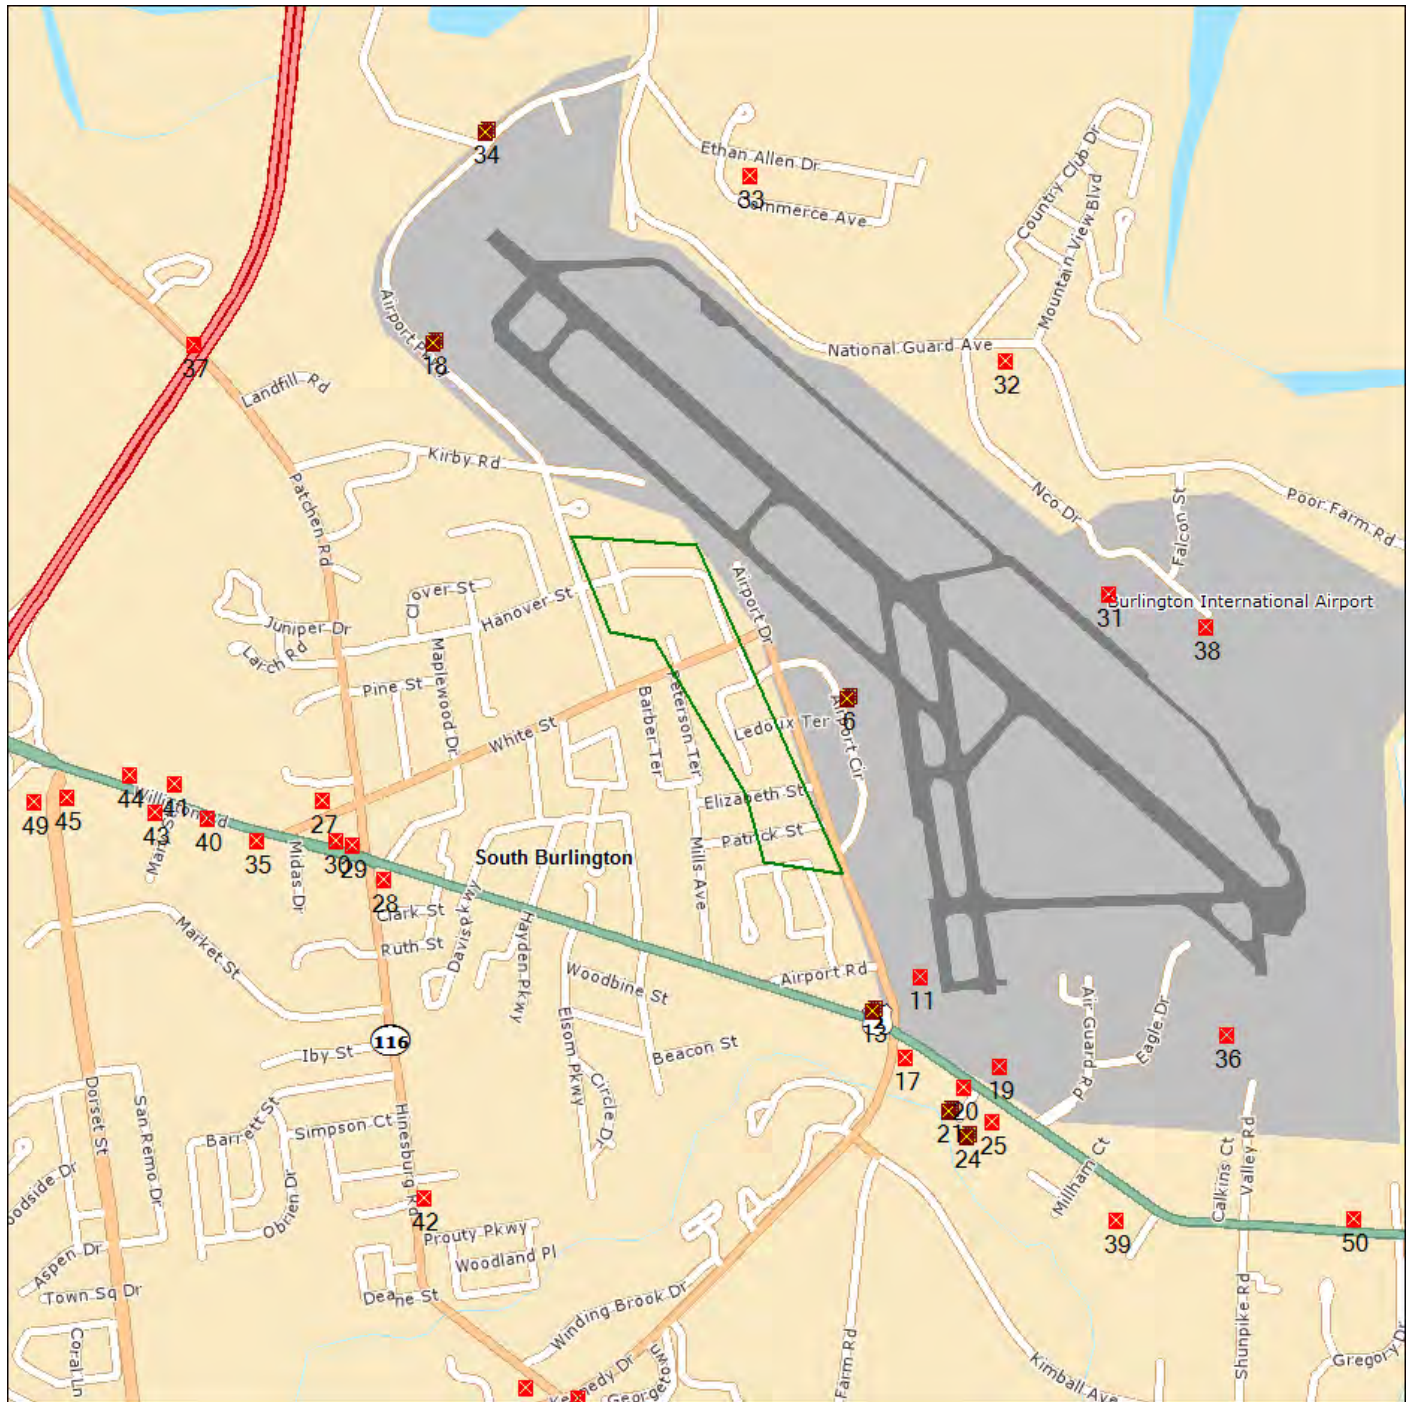 34
Ethan Allen Dr
33
Commerce Ave
Country Club Dr
Mountain View Blvd
Airport P
18
37
National Guard Ave
32
Landfill Rd
Kirby Rd
Patchen Rd
Nco Dr
Falcon St
Poor Farm Rd
Airport Dr
over St
D
Hanover St
31
Burlington International Airport
38
Juniper Dr
Larch Rd
Maplewood Dr
Pine St
Peterson Ter
Barber Ter
6
Airport Cir
Ledoux Ter
White St
44
Williston Rd
41
49
45
43
Mary St
40
27
Elizabeth St
Patrick St
35
30
29
Midas Dr
South Burlington
Mills Ave
28
Clark St
Davis Pkwy
Hayden Pkwy
Market St
Ruth St
Woodbine St
Airport Rd
11
Air Guard Rd
Eagle Dr
13
116
Iby St
Elsom Pkwy
Beacon St
17
19
36
Dorset St
San Remo Dr
Circle Dr
20
21
25
24
Barrett St
Simpson Ct
Hinesburg Rd
Millham Ct
Calkins Ct
Valley Rd
oodside Dr
Obrien Dr
42
39
50
Prouty Pkwy
Woodland Pl
Aspen Dr
Town Sq Dr
Deane St
Winding Brook Dr
Shunpike Rd
Coral Ln
Kennedy Dr
Georgetown
Farm Rd
Kimball Ave
Gregory Dr